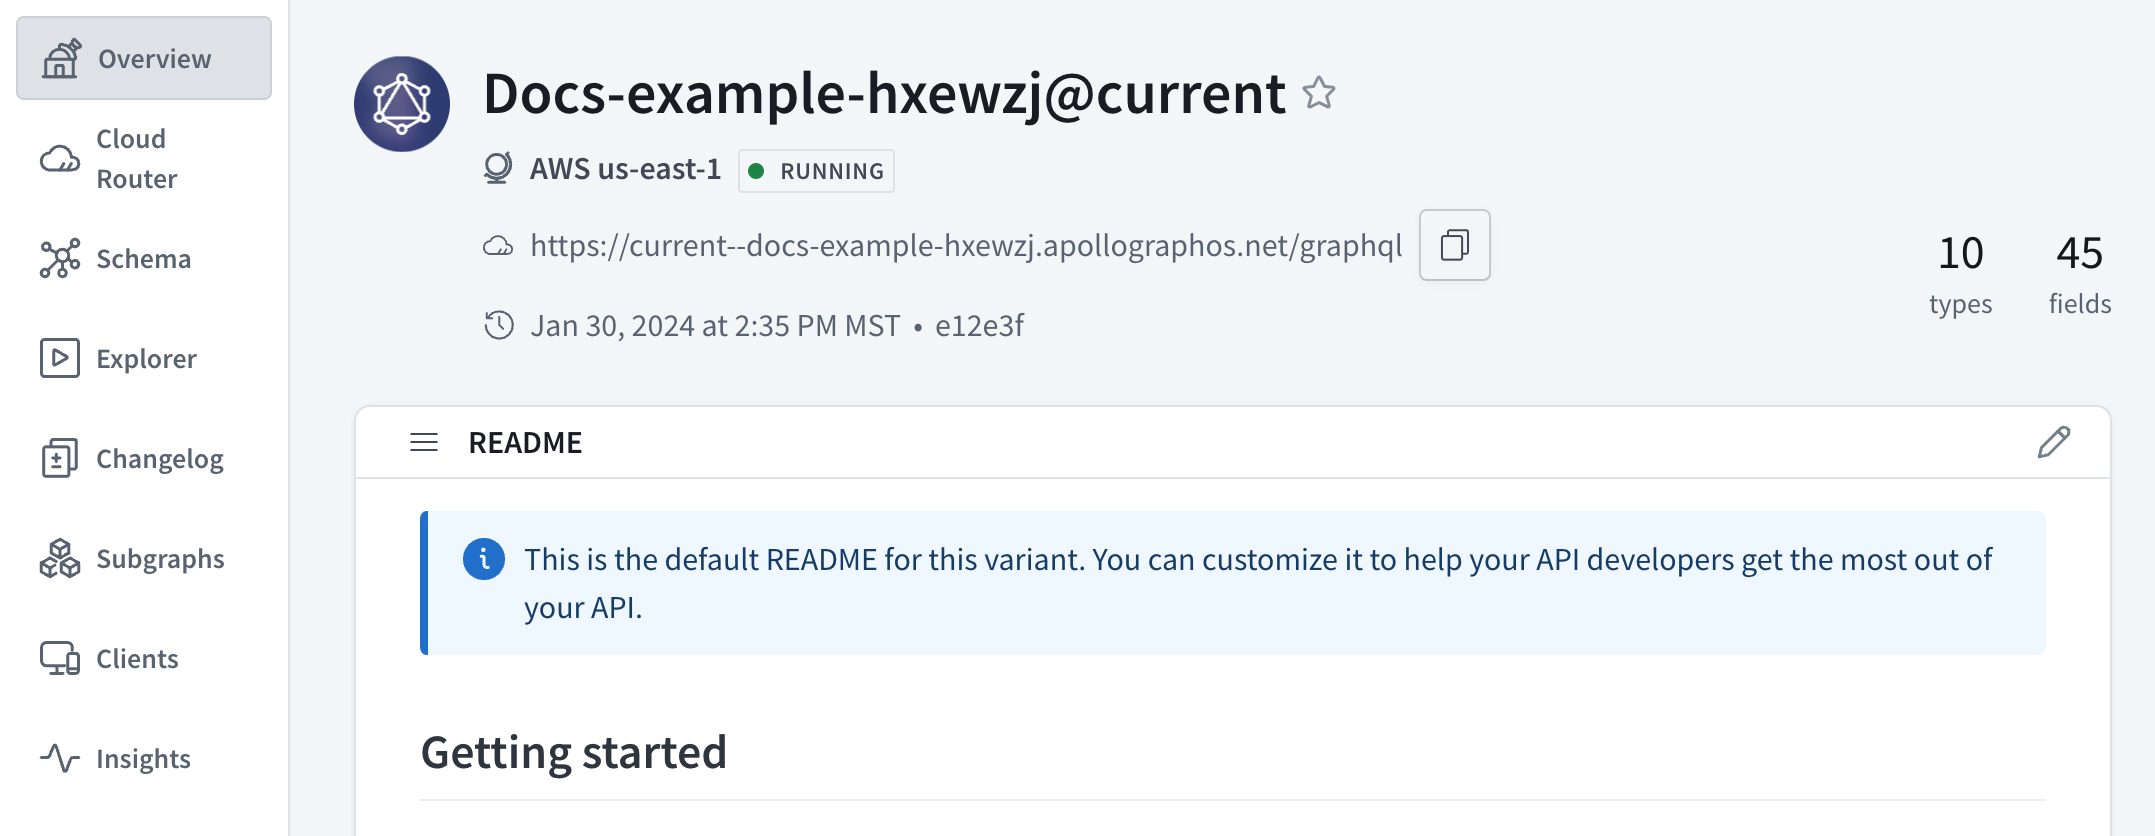 Overview
Cloud
Router
Schema
Explorer
Changelog
Subgraphs
Clients
Insights
Docs-example-hxewzj@current
AWS us-east-1 RUNNING
https://current--docs-example-hxewzj.apollographos.net/graphql
Jan 30, 2024 at 2:35 PM MST • e12e3f
10 45
types fields
README
This is the default README for this variant. You can customize it to help your API developers get the most out of
your API.
Getting started